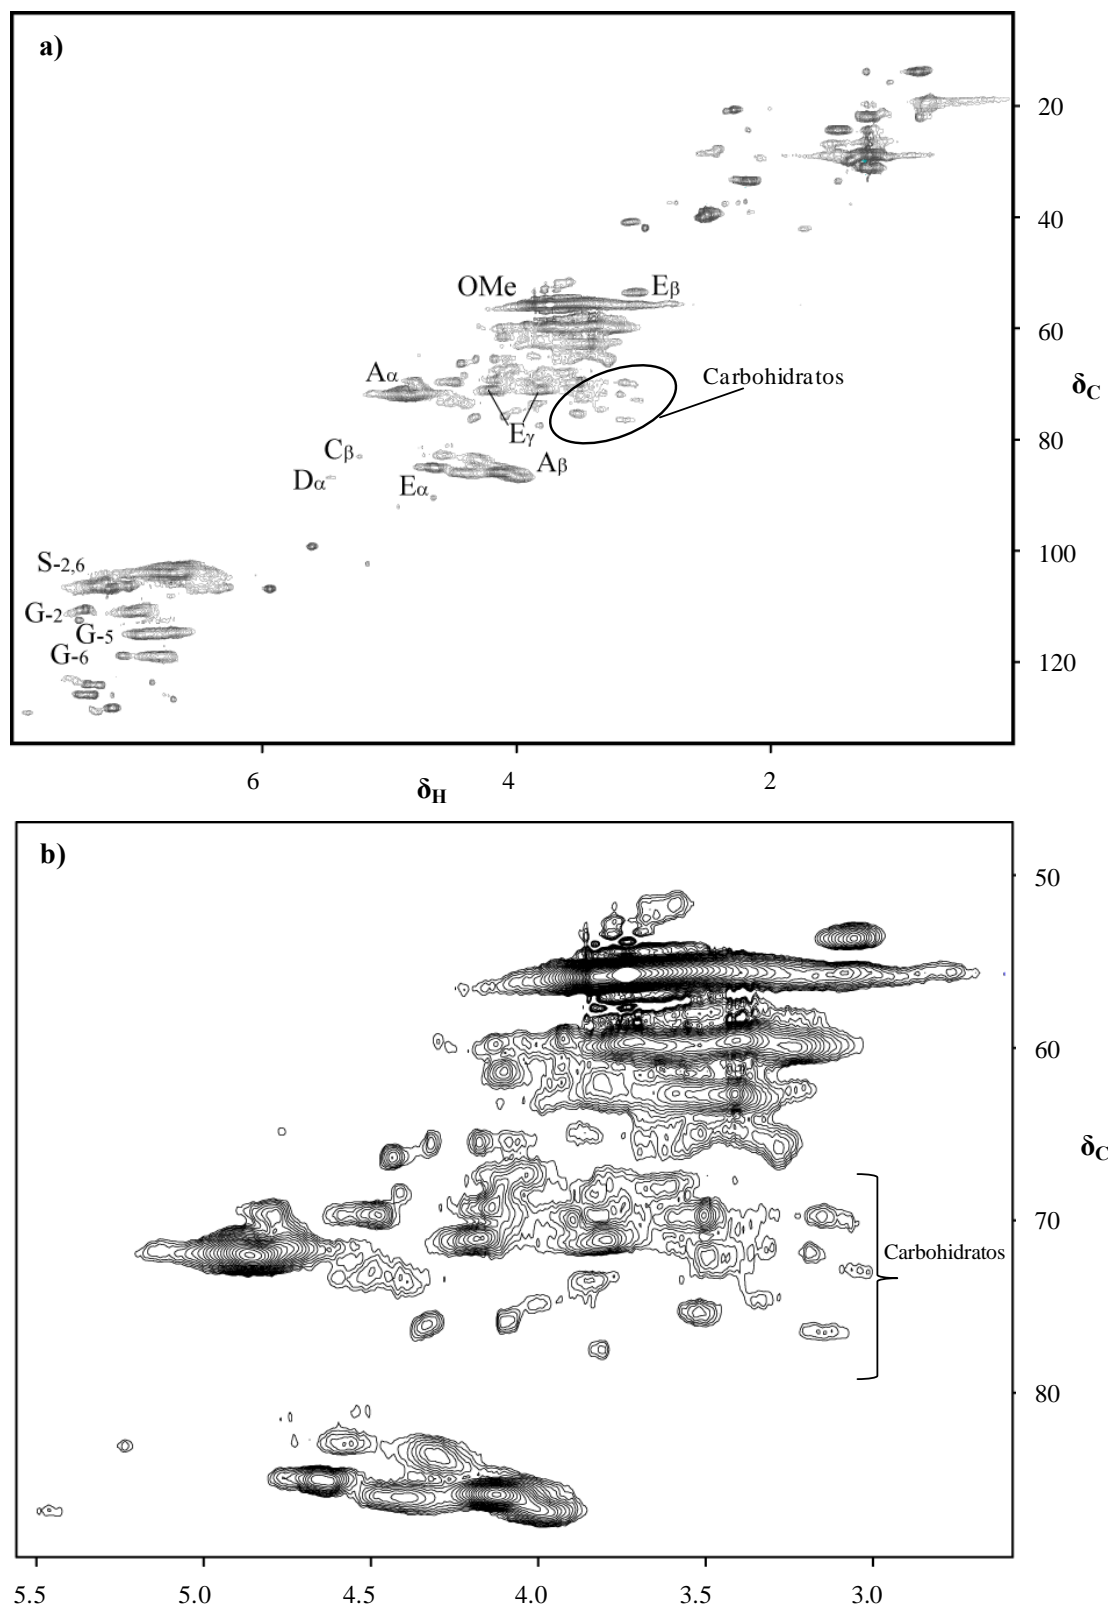 a)
20
40
OMe
Eβ
60
Aα
Carbohidratos
δC
Eγ
80
Cβ
Aβ
Dα
Eα
100
S-2,6
G-2
G-5
G-6
120
6
4
2
δH
b)
50
60
δC
70
Carbohidratos
80
5.5
5.0
4.5
4.0
3.5
3.0